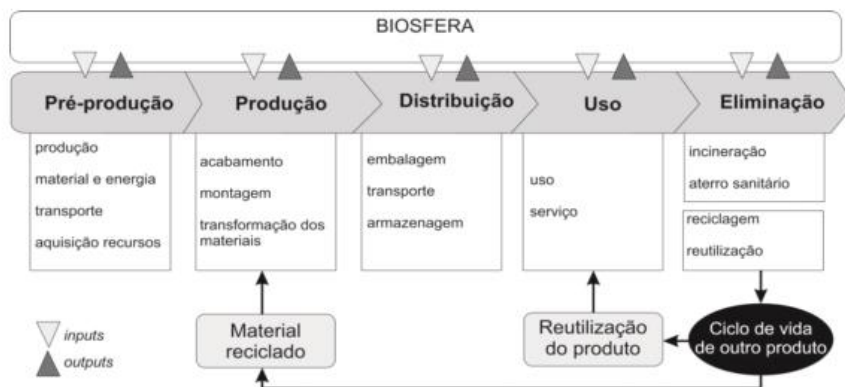 BIOSFERA
Pré-produção
Produção
Distribuição
Uso
Eliminação
produção
material e energia
transporte
aquisição recursos
acabamento
montagem
transformação dos
materiais
embalagem
transporte
armazenagem
uso
serviço
incineração
aterro sanitário
reciclagem
reutilização
inputs
outputs
Material
reciclado
Reutilização
do produto
Ciclo de vida
de outro produto